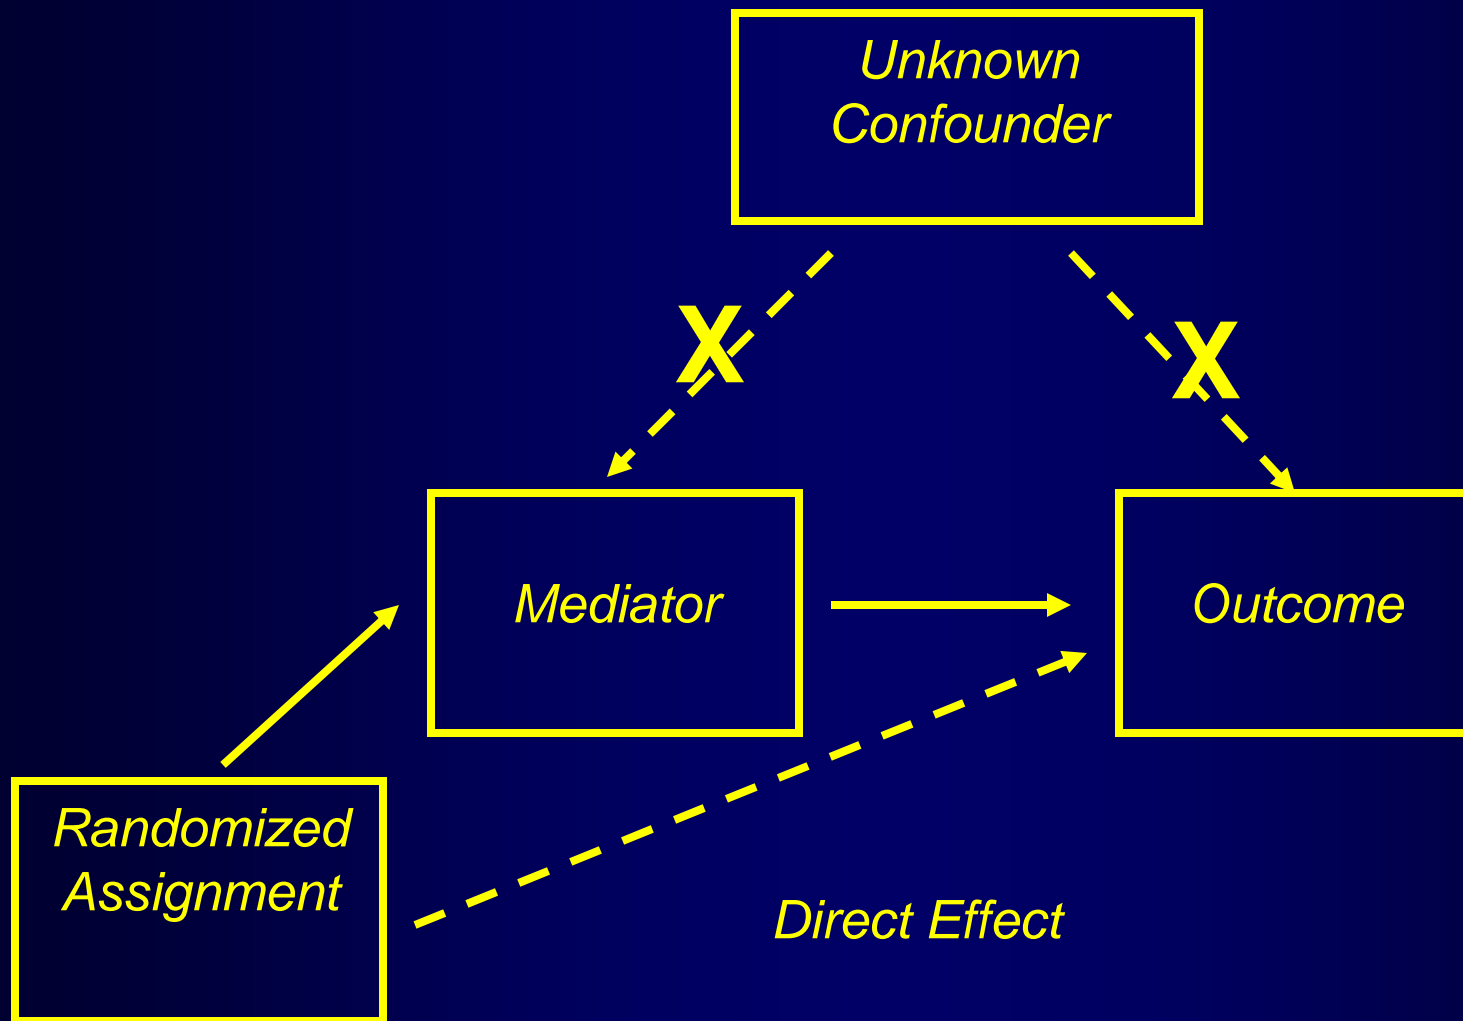 Unknown
Confounder
X
X
Mediator
Outcome
Randomized
Assignment
Direct Effect